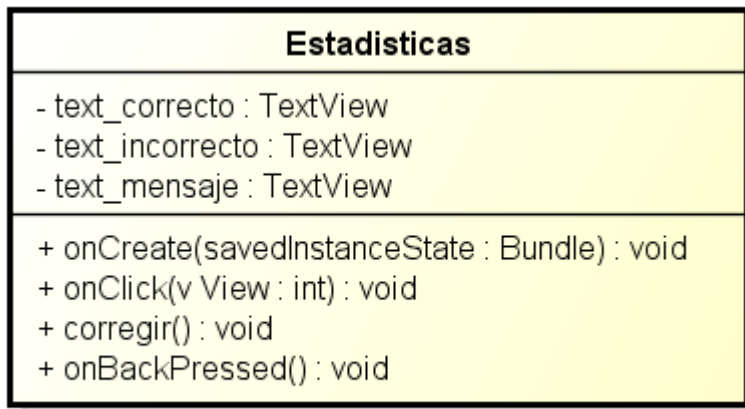 Estadisticas
- text_correcto : TextView
- text_incorrecto : TextView
- text_mensaje : TextView
+ onCreate(savedInstanceState : Bundle) : void
+ onClick(v View : int) : void
+ corregir() : void
+ onBackPressed() : void